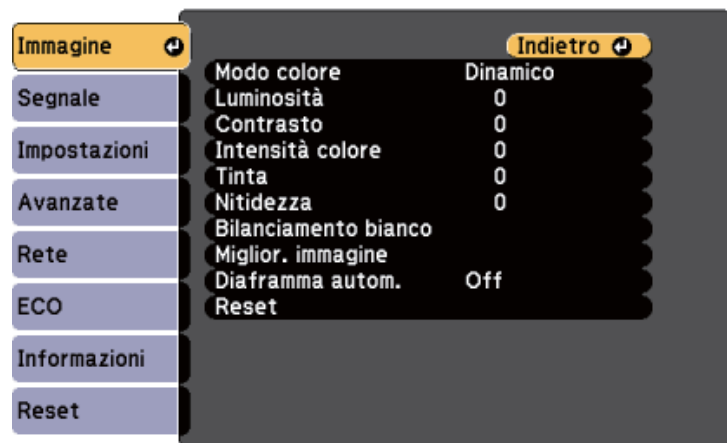 Immagine
Segnale
Impostazioni
Avanzate
Rete
ECO
Informazioni
Reset
Indietro
Modo colore Dinamico
Luminosità 0
Contrasto 0
Intensità colore 0
Tinta 0
Nitidezza 0
Bilanciamento bianco
Miglior. immagine
Diaframma autom. Off
Reset